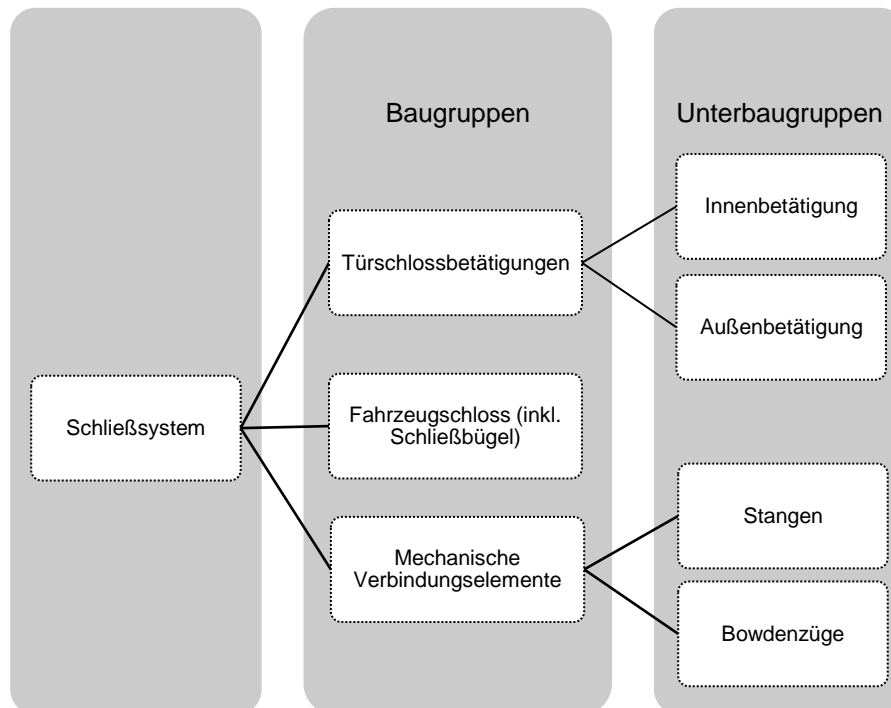 Baugruppen
Unterbaugruppen
Innenbetätigung
Türschlossbetätigungen
Außenbetätigung
Schließsystem
Fahrzeugschloss (inkl.
Schließbügel)
Stangen
Mechanische
Verbindungselemente
Bowdenzüge